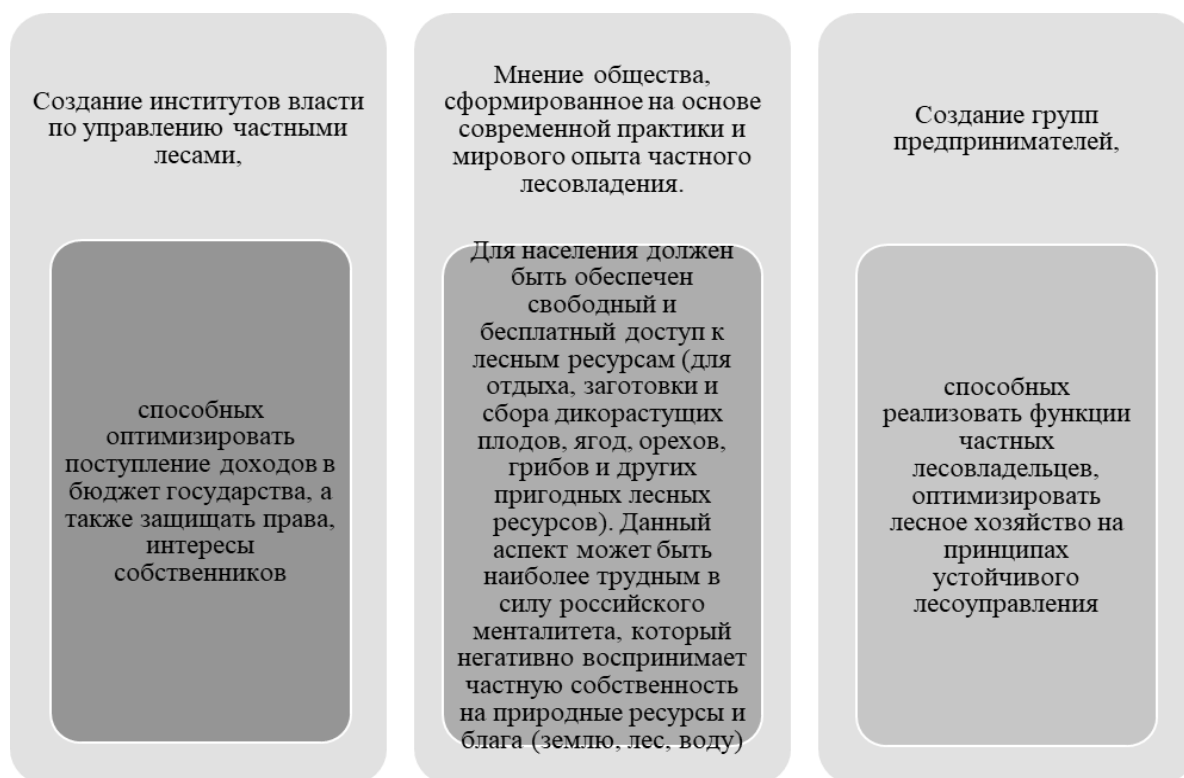 Создание институтов власти
по управлению частными
лесами,
способных
оптимизировать
поступление доходов в
бюджет государства, а
также защищать права,
интересы
собственников
Мнение общества,
сформированное на основе
современной практики и
мирового опыта частного
лесовладения.
Для населения должен
быть обеспечен
свободный и
бесплатный доступ к
лесным ресурсам (для
отдыха, заготовки и
сбора дикорастущих
плодов, ягод, орехов,
грибов и других
пригодных лесных
ресурсов). Данный
аспект может быть
наиболее трудным в
силу российского
менталитета, который
негативно воспринимает
частную собственность
на природные ресурсы и
блага (землю, лес, воду)
Создание групп
предпринимателей,
способных
реализовать функции
частных
лесовладельцев,
оптимизировать
лесное хозяйство на
принципах
устойчивого
лесоуправления